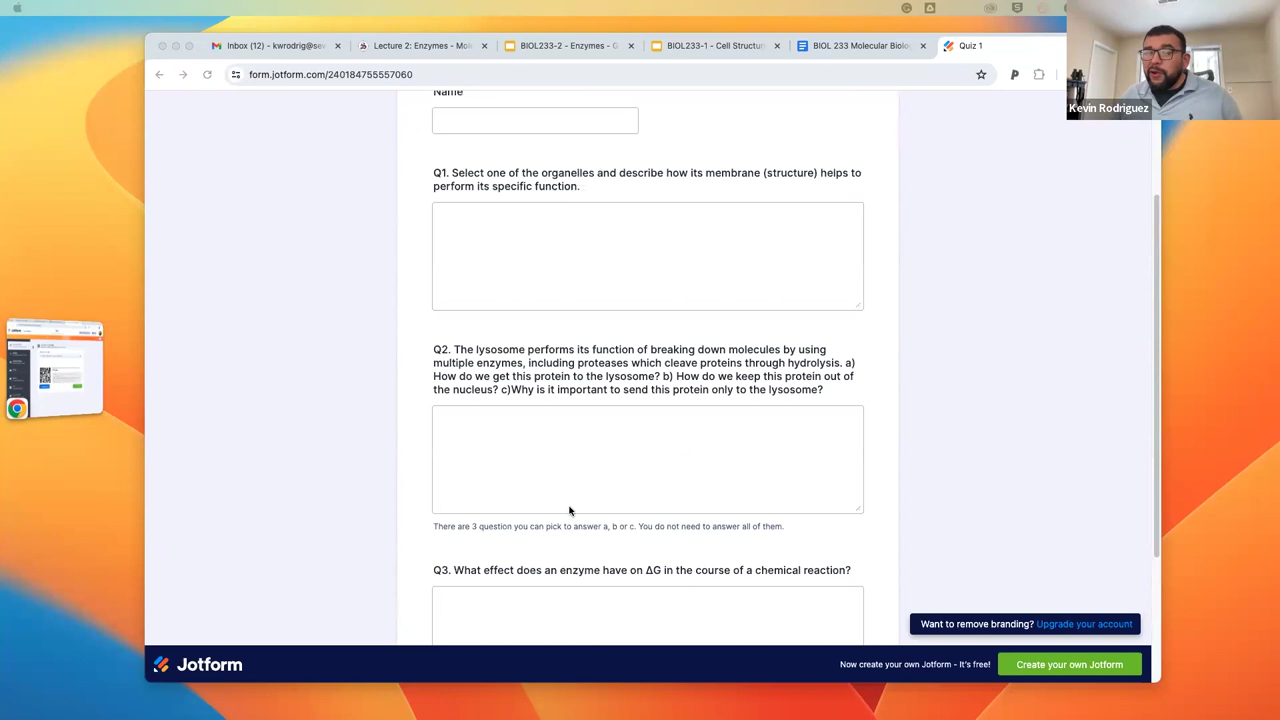 Inbox (12) - kwrodrig@sev
Lecture 2: Enzymes - Mol
BIOL233-2 - Enzymes - G
BIOL233-1 - Cell Structur
BIOL 233 Molecular Biolo
Quiz 1
form.jotform.com/240184755557060
Kevin Rodriguez
Name
Q1. Select one of the organelles and describe how its membrane (structure) helps to
perform its specific function.
Q2. The lysosome performs its function of breaking down molecules by using
multiple enzymes, including proteases which cleave proteins through hydrolysis. a)
How do we get this protein to the lysosome? b) How do we keep this protein out of
the nucleus? c)Why is it important to send this protein only to the lysosome?
There are 3 question you can pick to answer a, b or c. You do not need to answer all of them.
Q3. What effect does an enzyme have on ΔG in the course of a chemical reaction?
Want to remove branding? Upgrade your account
Jotform
Now create your own Jotform - It's free!
Create your own Jotform